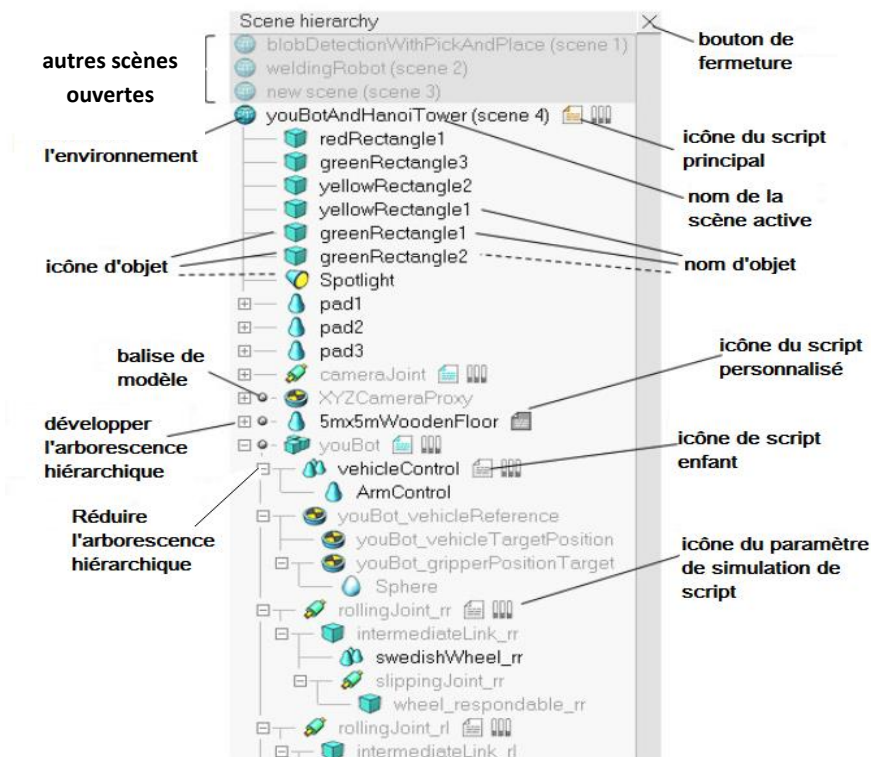 Scene hierarchy
blobDetectionWithPickAndPlace (scene 1)
bouton de
fermeture
autres scènes
ouvertes
weldingRobot (scene 2)
new scene (scene 3)
youBotAndHanoiTower (scene 4)
l'environnement
icône du script
principal
redRectangle1
greenRectangle3
yellowRectangle2
nom de la
scène active
yellowRectangle1
greenRectangle1
greenRectangle2
icône d'objet
nom d'objet
Spotlight
pad1
pad2
pad3
balise de
modèle
icône du script
personnalisé
cameraJoint
XYZCameraProxy
5mx5mWoodenFloor
développer
l'arborescence
hiérarchique
youBot
icône de script
enfant
vehicleControl
ArmControl
Réduire
l'arborescence
hiérarchique
youBot_vehicleReference
youBot_vehicleTargetPosition
youBot_gripperPositionTarget
icône du paramètre
de simulation de
script
Sphere
rollingJoint_rr
intermediateLink_rr
swedishWheel_rr
slippingJoint_rr
wheel_respondable_rr
rollingJoint_rl
intermediateLink_rl